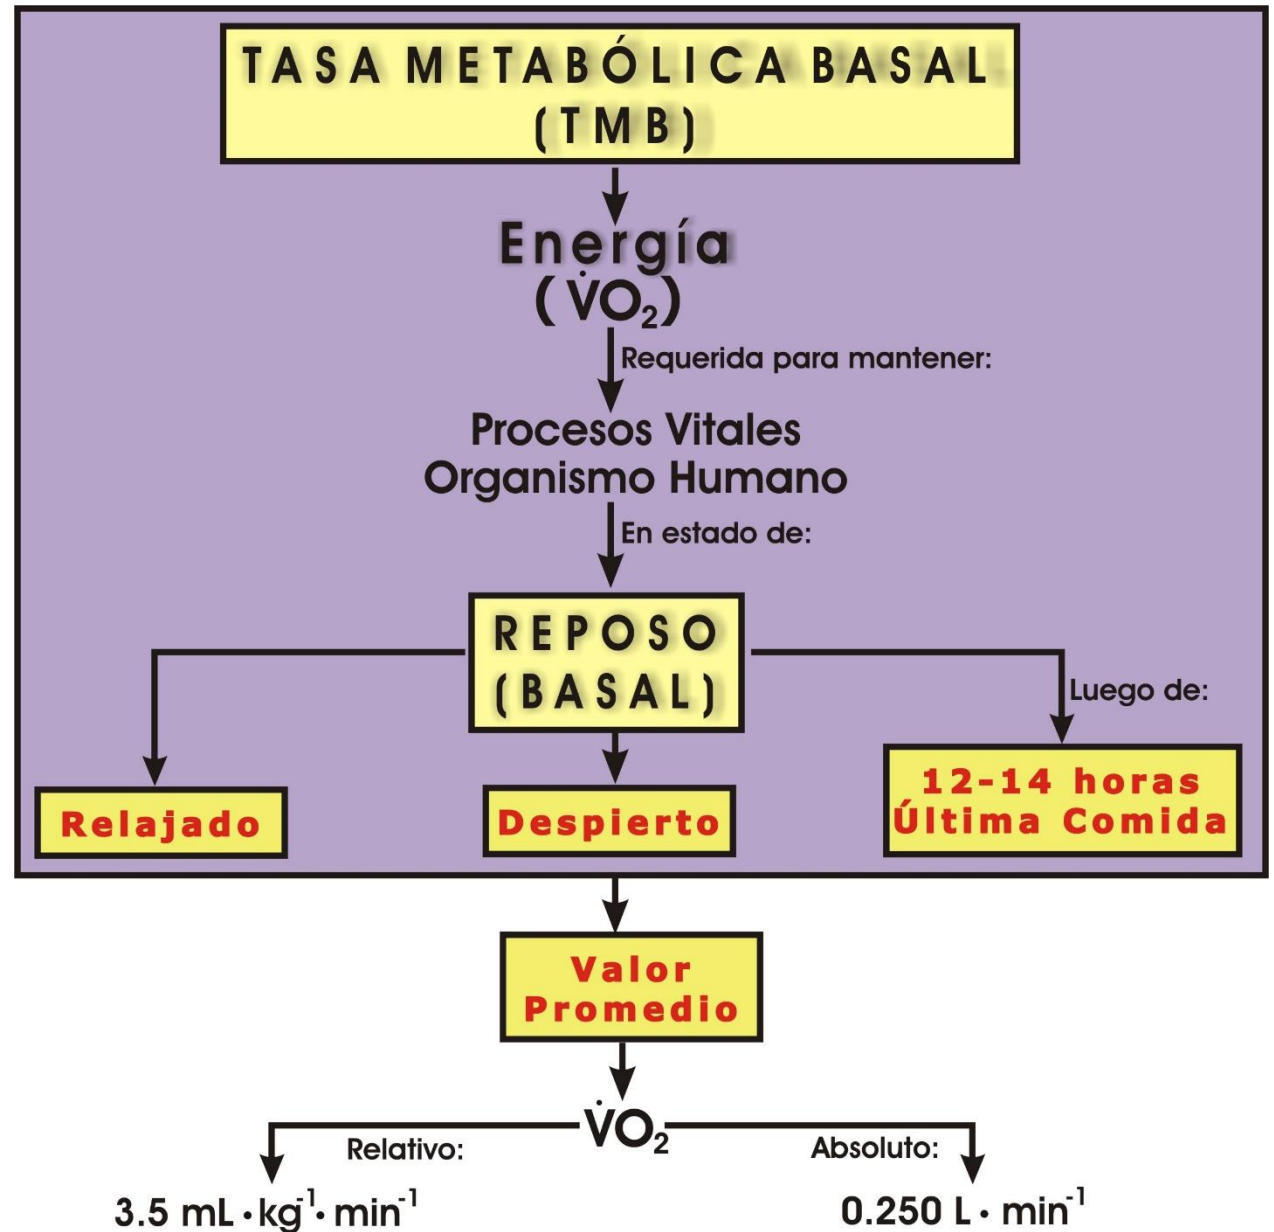 TASA METABÓLICA BASAL
(TMB)
Energía
(V̇O₂)
Requerida para mantener:
Procesos Vitales
Organismo Humano
En estado de:
REPOSO
(BASAL)
Luego de:
Relajado
Despierto
12-14 horas
Última Comida
Valor
Promedio
V̇O₂
Relativo:
Absoluto:
3.5 mL · kg⁻¹ · min⁻¹
0.250 L · min⁻¹